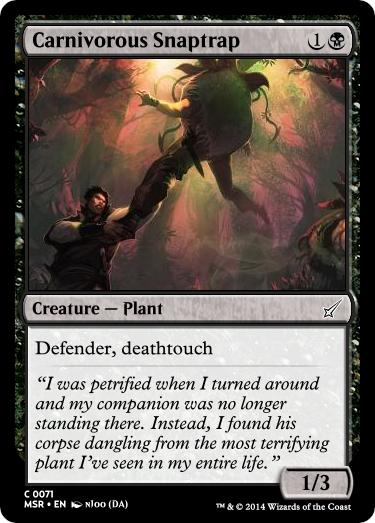 Carnivorous Snaptrap 1
Creature — Plant
Defender, deathtouch
“I was petrified when I turned around
and my companion was no longer
standing there. Instead, I found his
corpse dangling from the most terrifying
plant I’ve seen in my entire life.”
1/3
C 0071
MSR • EN njoo (DA)
™ & © 2014 Wizards of the Coast